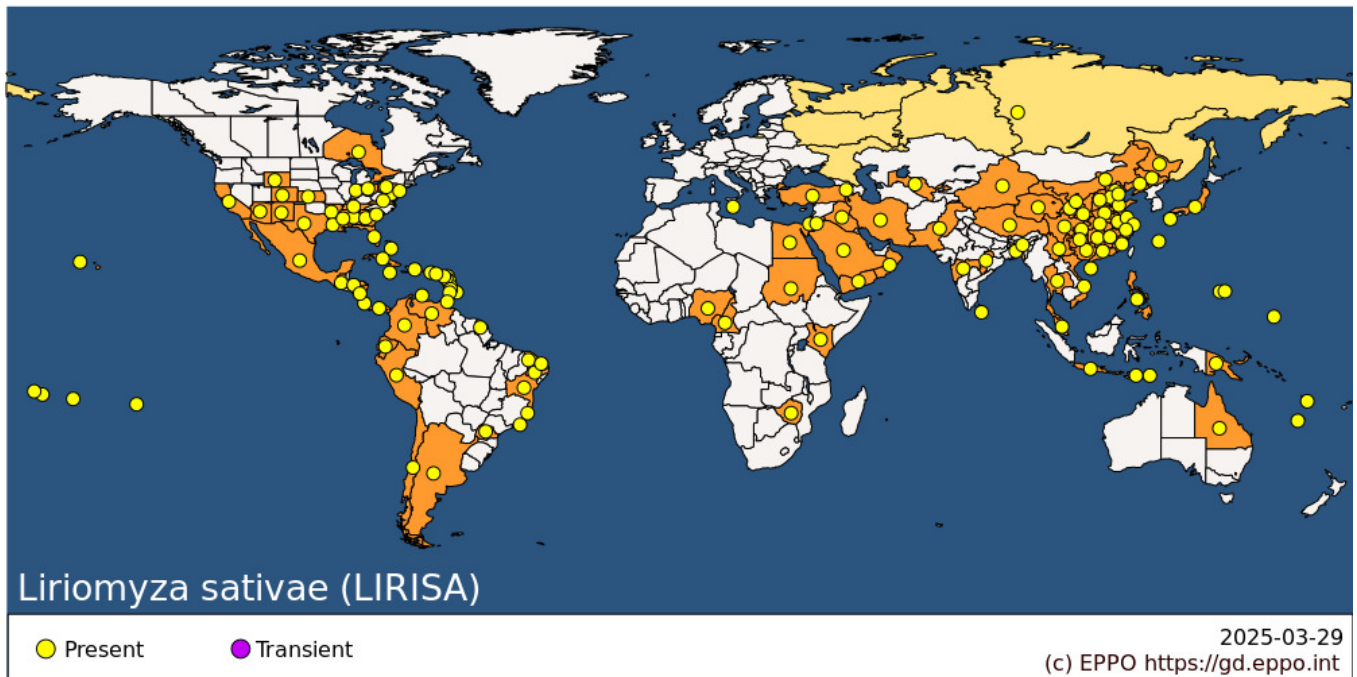 Liriomyza sativae (LIRISA)
Present
Transient
2025-03-29
(c) EPPO https://gd.eppo.int